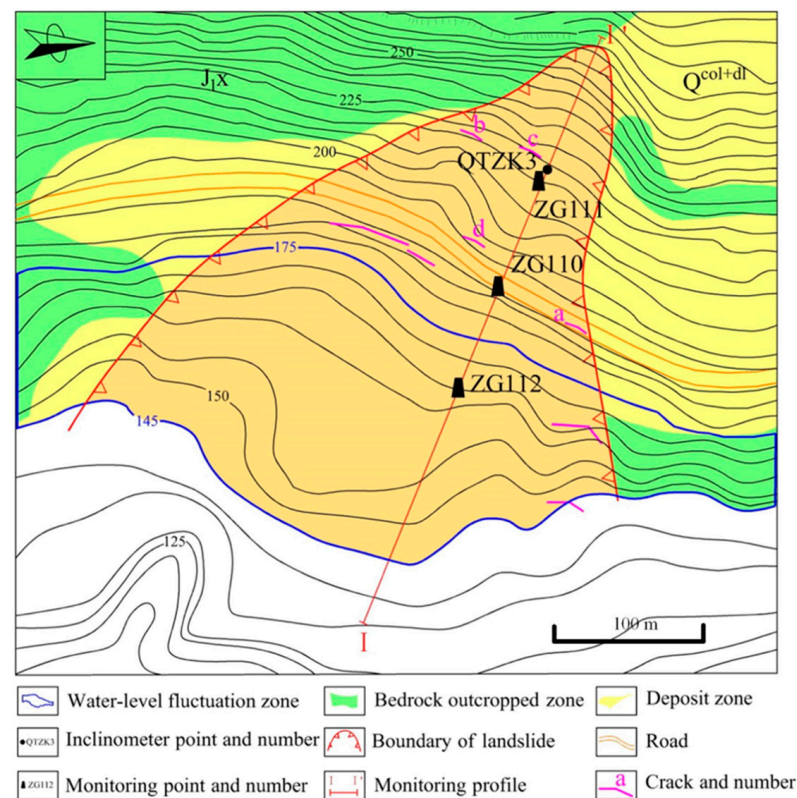 I'
250
J₁x
Q^col+dl
225
b
c
200
QTZK3
ZG111
d
175
ZG110
a
ZG112
150
145
125
100 m
I
Water-level fluctuation zone
Bedrock outcropped zone
Deposit zone
QTZK3
Inclinometer point and number
Boundary of landslide
Road
ZG112
Monitoring point and number
I I'
Monitoring profile
a
Crack and number